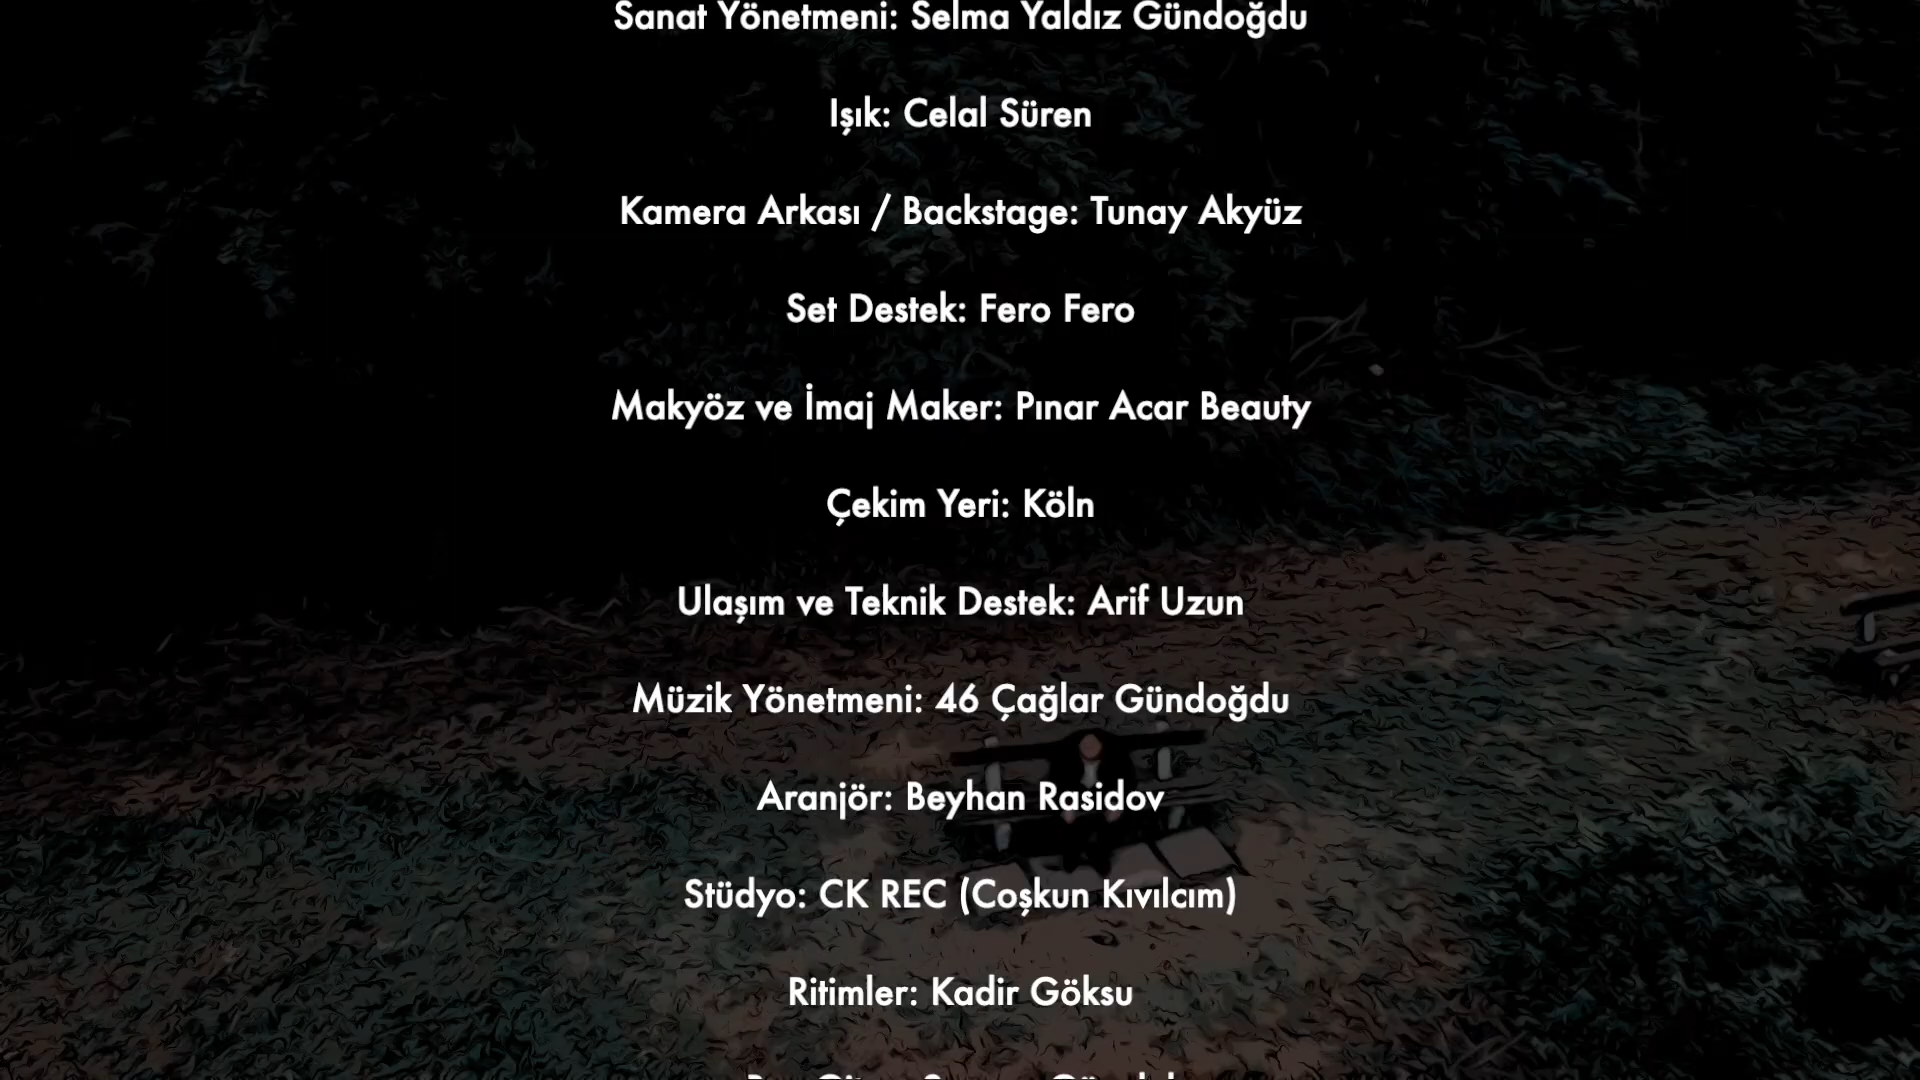 Sanat Yönetmeni: Selma Yaldız Gündoğdu
Işık: Celal Süren
Kamera Arkası / Backstage: Tunay Akyüz
Set Destek: Fero Fero
Makyöz ve İmaj Maker: Pınar Acar Beauty
Çekim Yeri: Köln
Ulaşım ve Teknik Destek: Arif Uzun
Müzik Yönetmeni: 46 Çağlar Gündoğdu
Aranjör: Beyhan Rasidov
Stüdyo: CK REC (Coşkun Kıvılcım)
Ritimler: Kadir Göksu